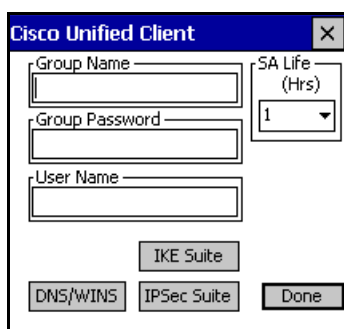 Cisco Unified Client
Group Name
SA Life
(Hrs)
1
Group Password
User Name
IKE Suite
DNS/WINS
IPSec Suite
Done